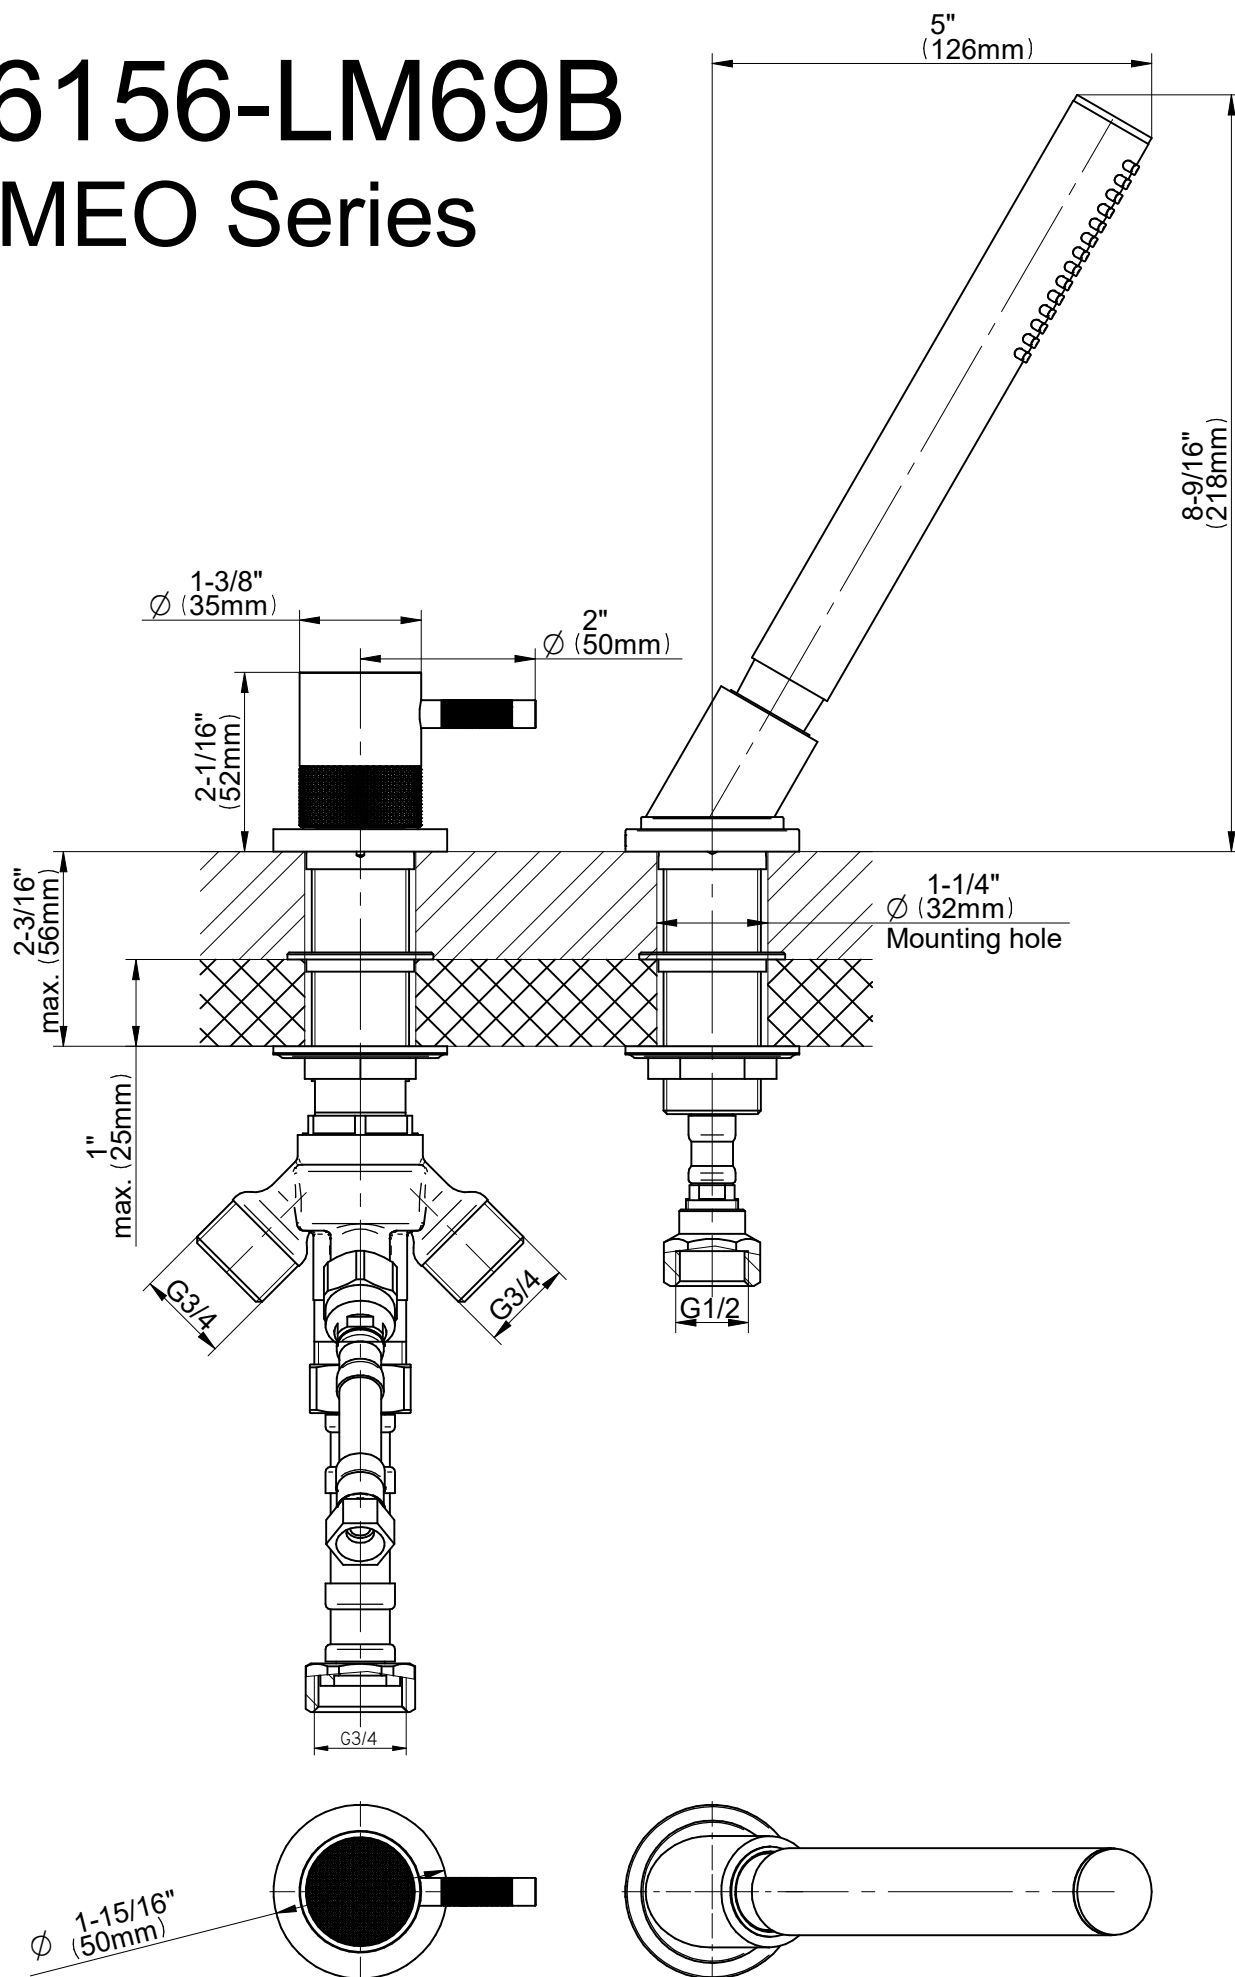 6156-LM69B
MEO Series
5"
(126mm)
8-9/16"
(218mm)
1-3/8"
Ø (35mm)
2"
Ø (50mm)
2-1/16"
(52mm)
2-3/16"
max. (56mm)
1-1/4"
Ø (32mm)
Mounting hole
1"
max. (25mm)
G3/4
G3/4
G1/2
G3/4
1-15/16"
Ø (50mm)